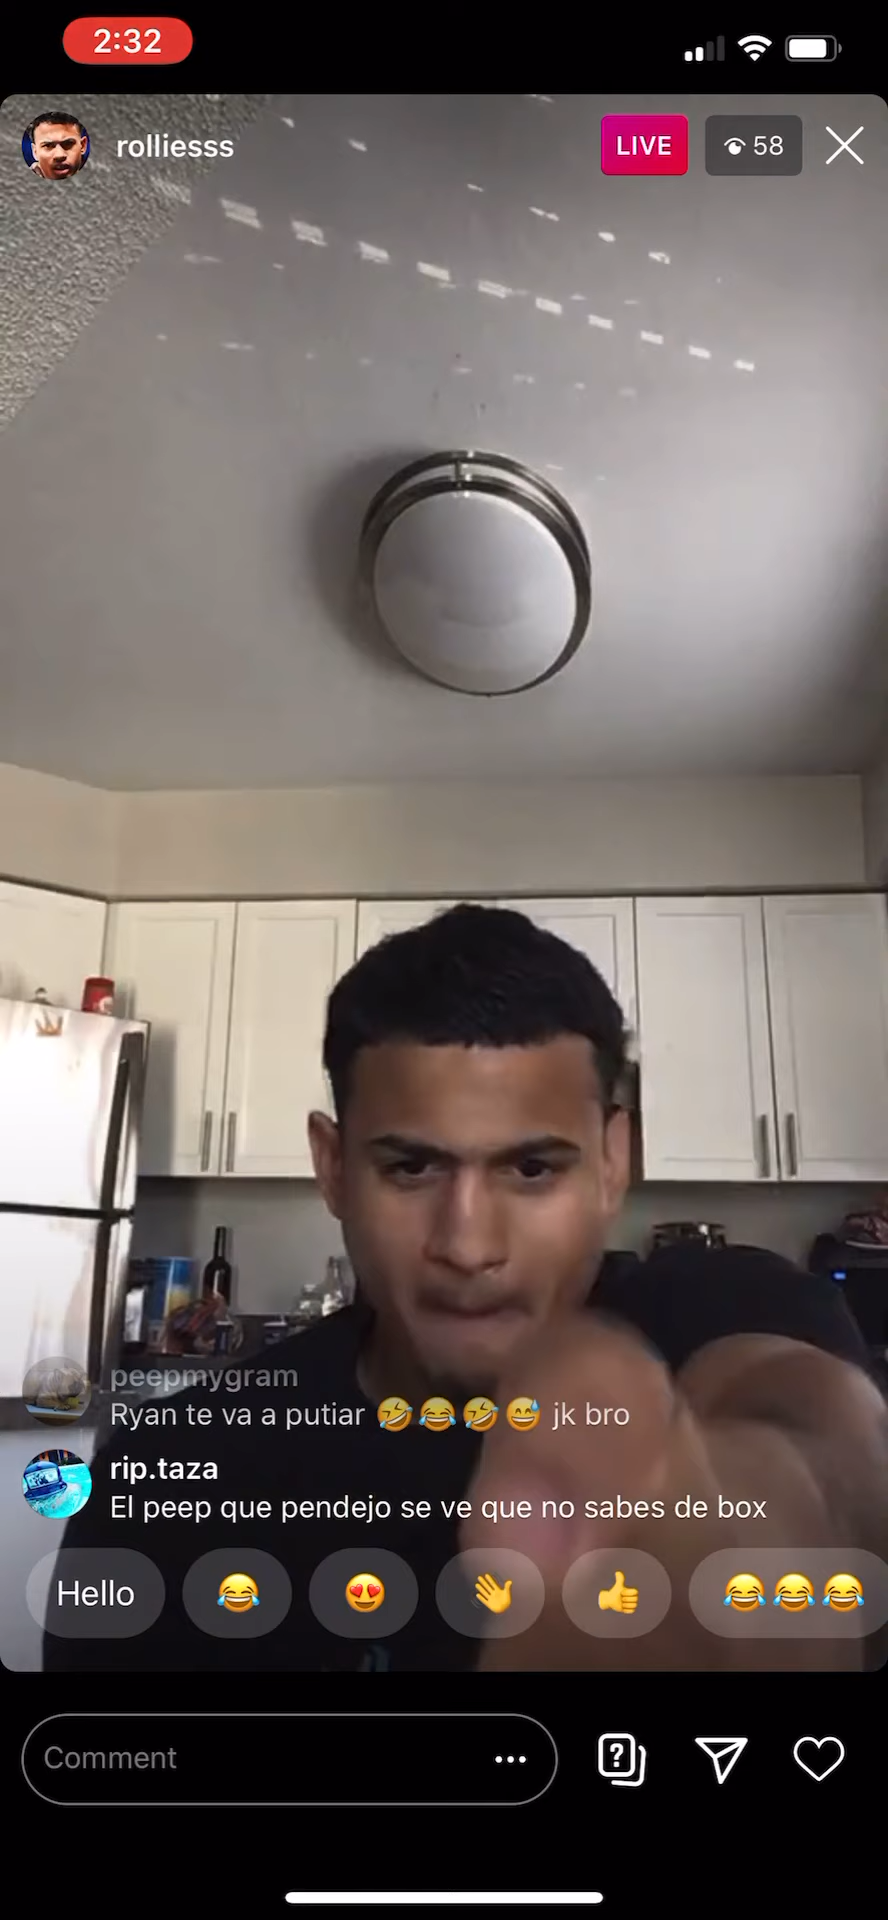 2:32
rolliesss
LIVE
58
peepmygram
Ryan te va a putiar 🤣😂🤣😅 jk bro
rip.taza
El peep que pendejo se ve que no sabes de box
Hello 😂 😍 👋 👍 😂😂😂
Comment